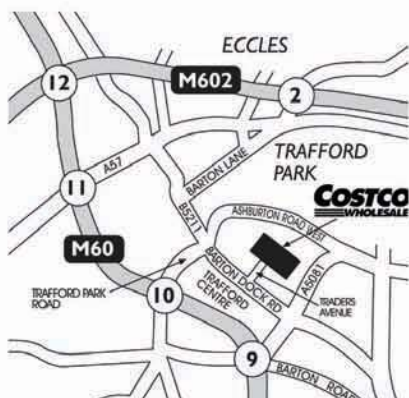 ECCLES
12
M602
2
A57
BARTON LANE
TRAFFORD
PARK
COSTCO
WHOLESALE
11
B5211
ASHBURTON ROAD WEST
M60
BARTON DOCK RD
A5081
TRAFFORD PARK
ROAD
TRAFFORD
CENTRE
TRADERS
AVENUE
10
9
BARTON ROAD